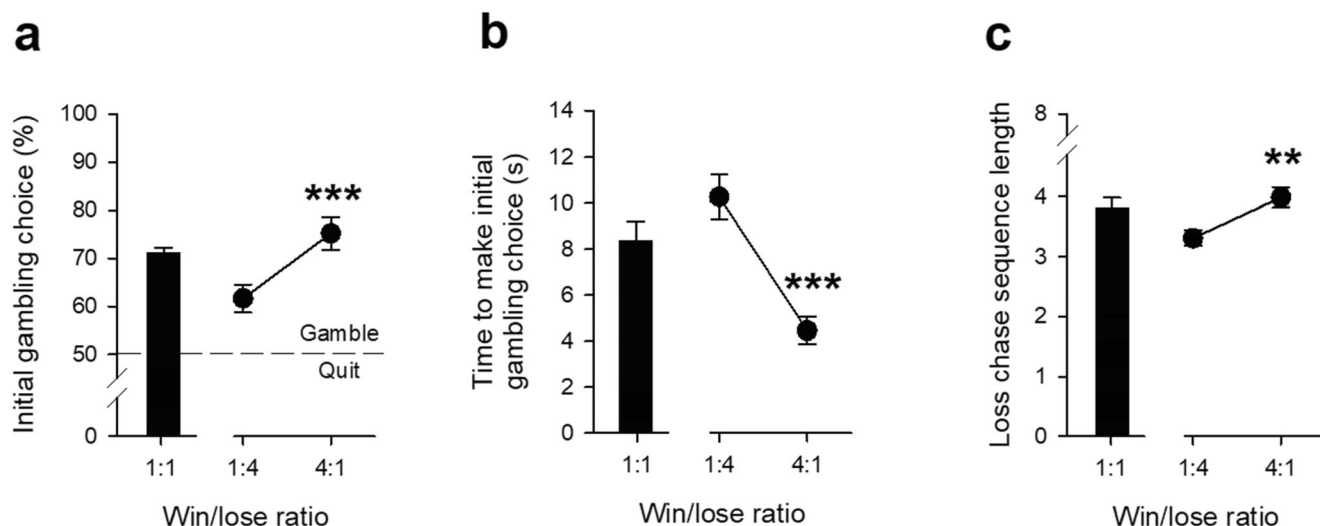 a
Initial gambling choice (%)
100
90
80
70
60
50
0
***
Gamble
Quit
1:1
1:4
4:1
Win/lose ratio
b
Time to make initial
gambling choice (s)
14
12
10
8
6
4
2
0
***
1:1
1:4
4:1
Win/lose ratio
c
Loss chase sequence length
8
4
3
2
1
0
**
1:1
1:4
4:1
Win/lose ratio